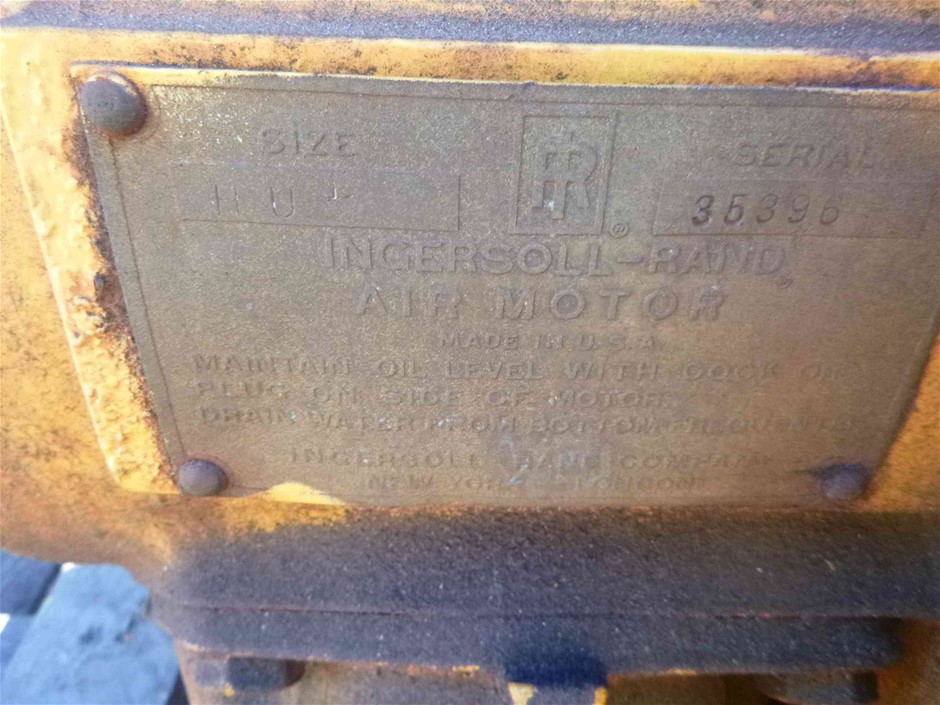 SIZE
SERIAL
IR
35396
®
INGERSOLL-RAND
AIR MOTOR
MADE IN U.S.A.
MAINTAIN OIL LEVEL WITH COCK OR
PLUG ON SIDE OF MOTOR
DRAIN WATER FROM BOTTOM FREQUENTLY
INGERSOLL-RAND COMPANY
NEW YORK LONDON